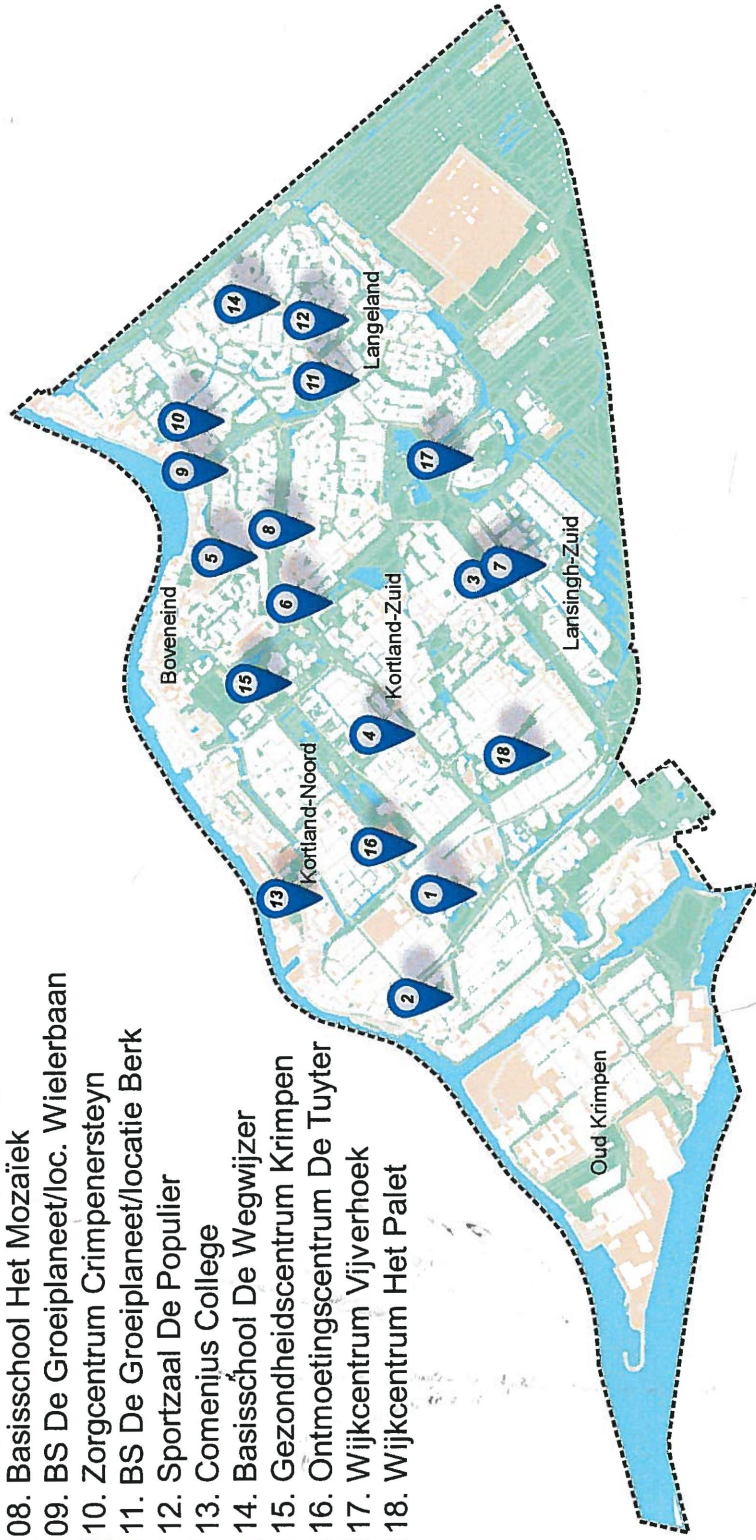 08. Basisschool Het Mozaïek
09. BS De Groeiplaneet/loc. Wielerbaan
10. Zorgcentrum Crimpenersteyn
11. BS De Groeiplaneet/locatie Berk
12. Sportzaal De Populier
13. Comenius College
14. Basisschool De Wegwijzer
15. Gezondheidscentrum Krimpen
16. Ontmoetingscentrum De Tuyter
17. Wijkcentrum Vijverhoek
18. Wijkcentrum Het Palet
14
10
12
9
11
Langeland
5
8
17
Boveneind
6
3
7
15
Kortland-Zuid
Lansingh-Zuid
4
18
Kortland-Noord
16
13
1
2
Oud Krimpen